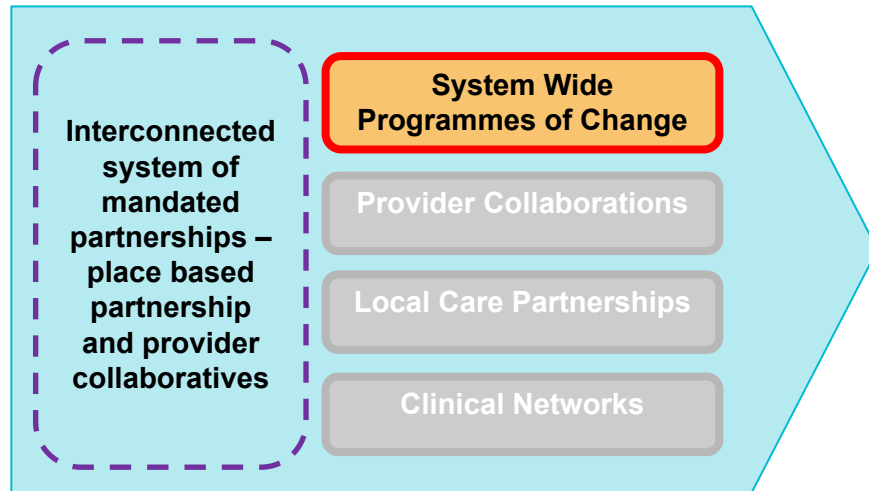 Interconnected
system of
mandated
partnerships –
place based
partnership
and provider
collaboratives
System Wide
Programmes of Change
Provider Collaborations
Local Care Partnerships
Clinical Networks